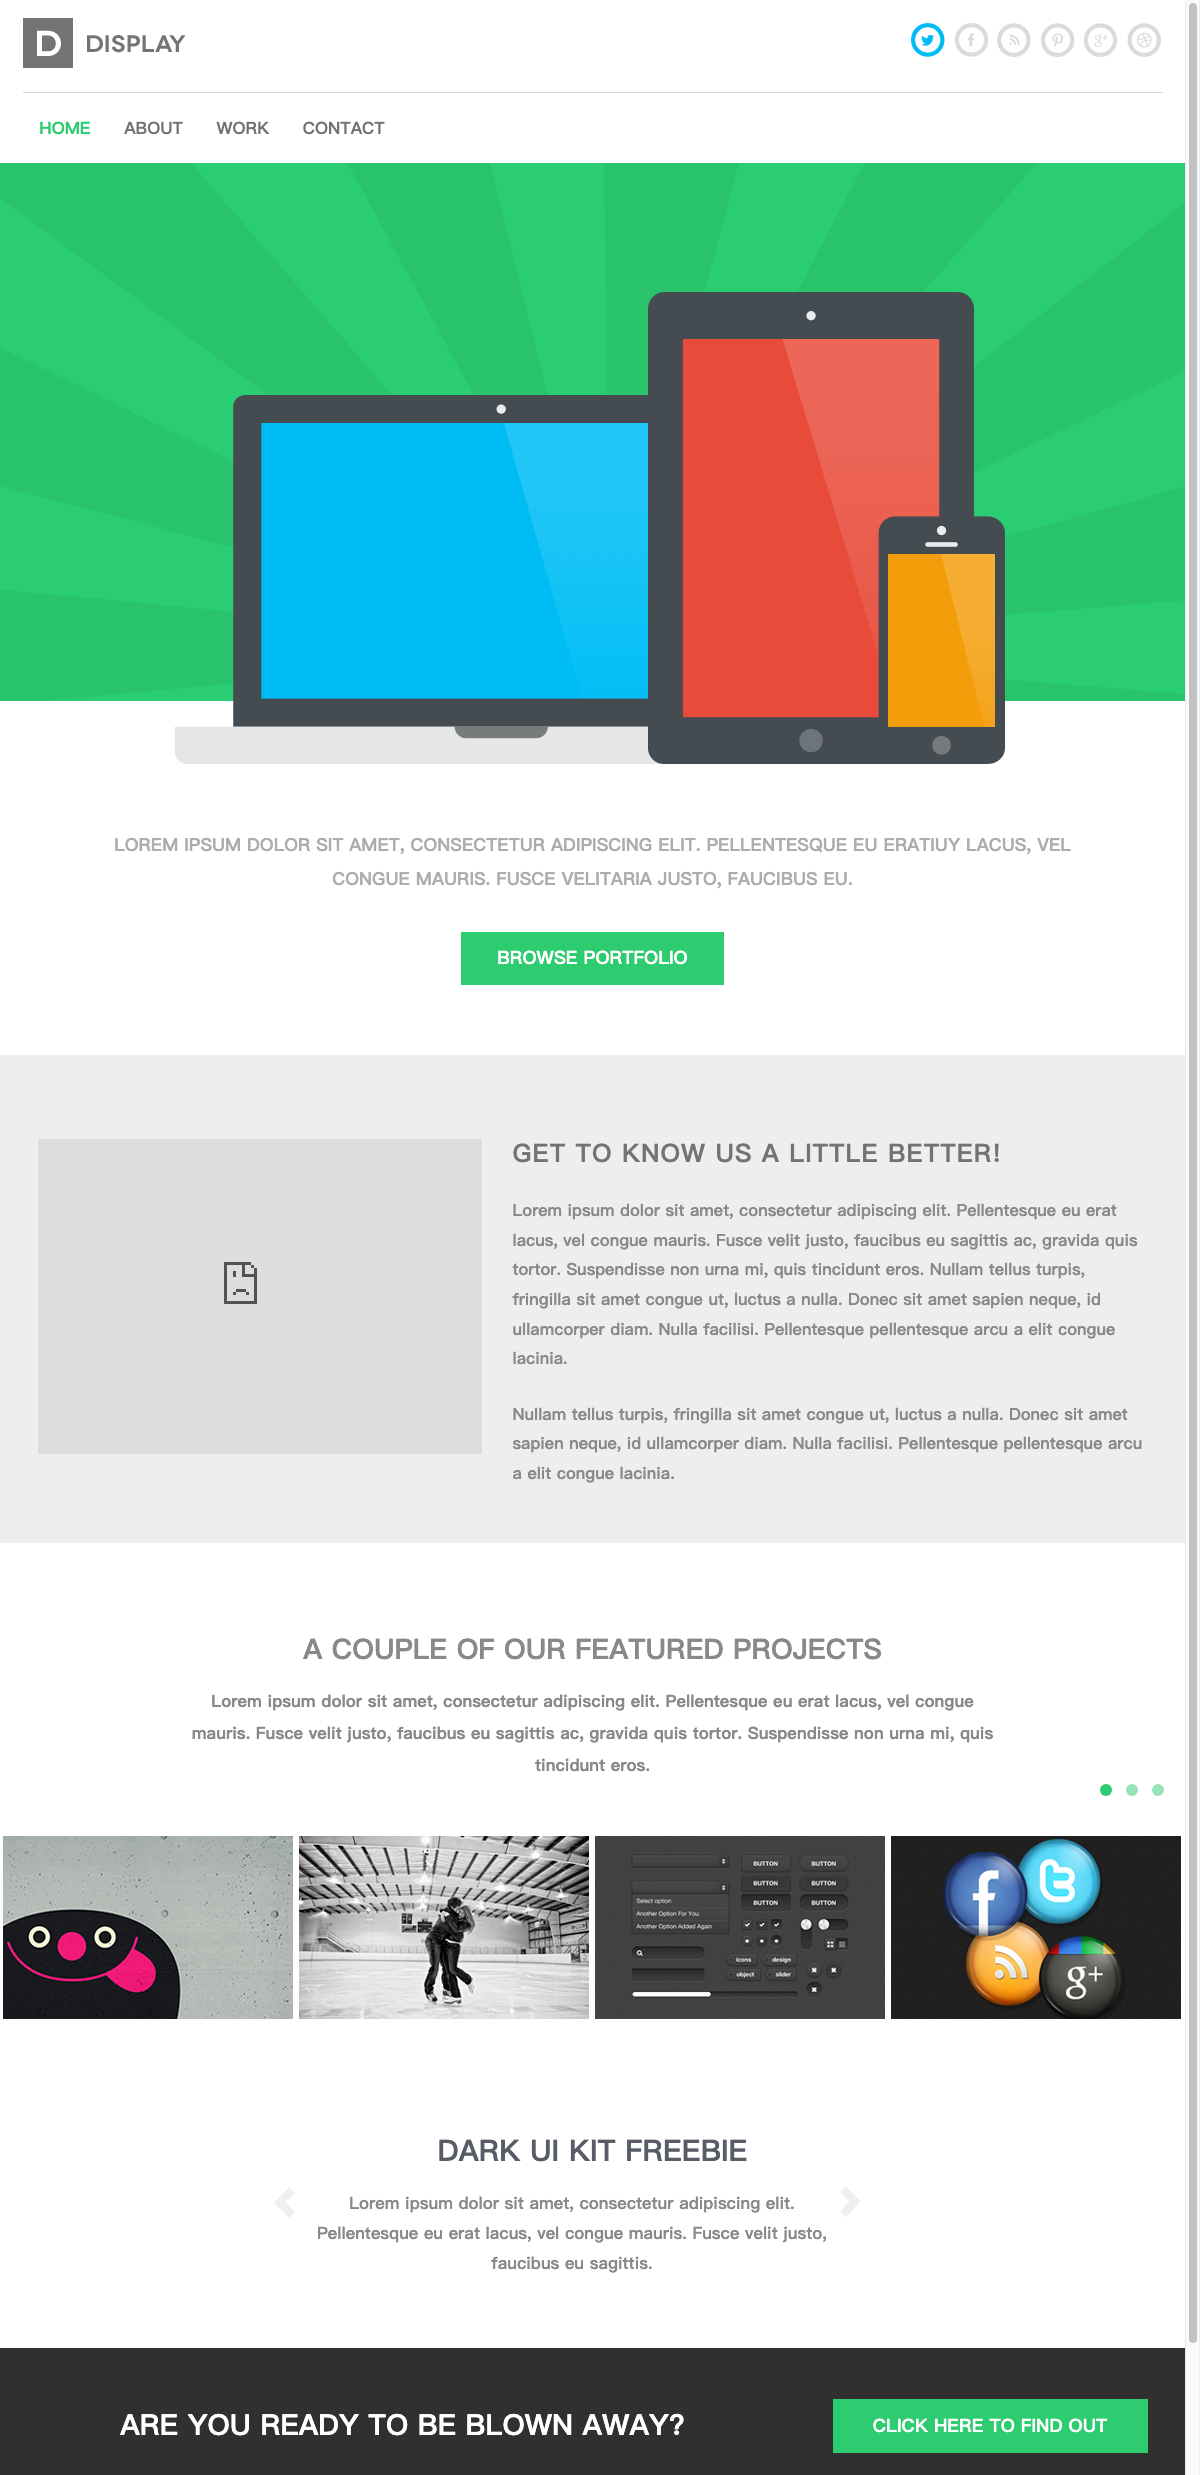 D DISPLAY
HOME ABOUT WORK CONTACT
LOREM IPSUM DOLOR SIT AMET, CONSECTETUR ADIPISCING ELIT. PELLENTESQUE EU ERATIUY LACUS, VEL
CONGUE MAURIS. FUSCE VELITARIA JUSTO, FAUCIBUS EU.
BROWSE PORTFOLIO
GET TO KNOW US A LITTLE BETTER!
Lorem ipsum dolor sit amet, consectetur adipiscing elit. Pellentesque eu erat
lacus, vel congue mauris. Fusce velit justo, faucibus eu sagittis ac, gravida quis
tortor. Suspendisse non urna mi, quis tincidunt eros. Nullam tellus turpis,
fringilla sit amet congue ut, luctus a nulla. Donec sit amet sapien neque, id
ullamcorper diam. Nulla facilisi. Pellentesque pellentesque arcu a elit congue
lacinia.
Nullam tellus turpis, fringilla sit amet congue ut, luctus a nulla. Donec sit amet
sapien neque, id ullamcorper diam. Nulla facilisi. Pellentesque pellentesque arcu
a elit congue lacinia.
A COUPLE OF OUR FEATURED PROJECTS
Lorem ipsum dolor sit amet, consectetur adipiscing elit. Pellentesque eu erat lacus, vel congue
mauris. Fusce velit justo, faucibus eu sagittis ac, gravida quis tortor. Suspendisse non urna mi, quis
tincidunt eros.
BUTTON BUTTON
BUTTON BUTTON
BUTTON BUTTON
Select option
Another Option For You
Another Option Added Again
icons design
object slider
g+
DARK UI KIT FREEBIE
Lorem ipsum dolor sit amet, consectetur adipiscing elit.
Pellentesque eu erat lacus, vel congue mauris. Fusce velit justo,
faucibus eu sagittis.
ARE YOU READY TO BE BLOWN AWAY?
CLICK HERE TO FIND OUT